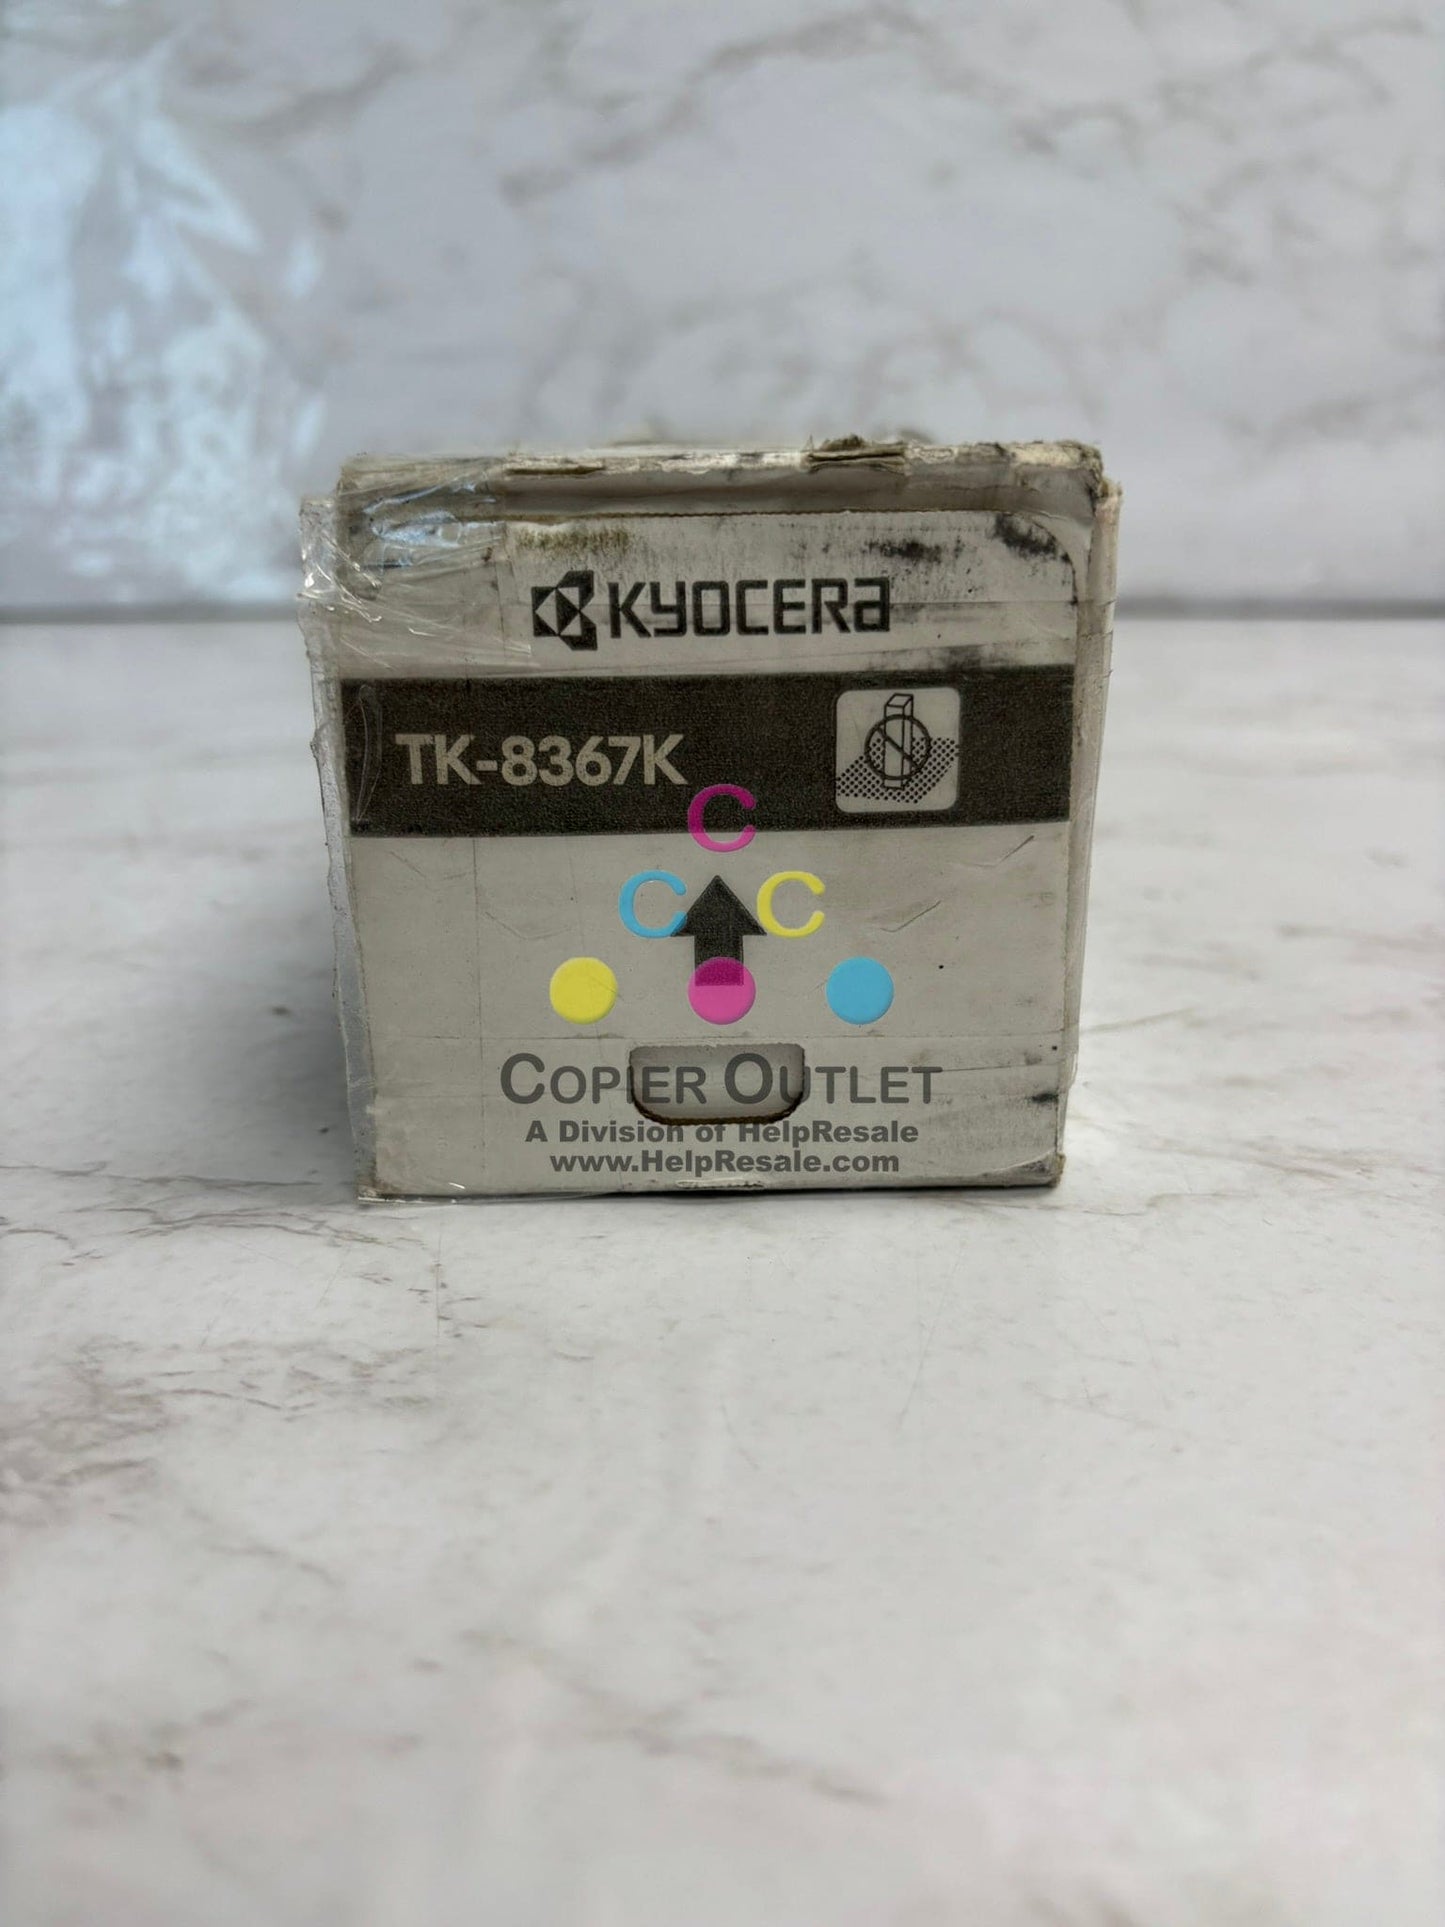 KYOCERA
TK-8367K
C
C C
COPIER OUTLET
A Division of HelpResale
www.HelpResale.com